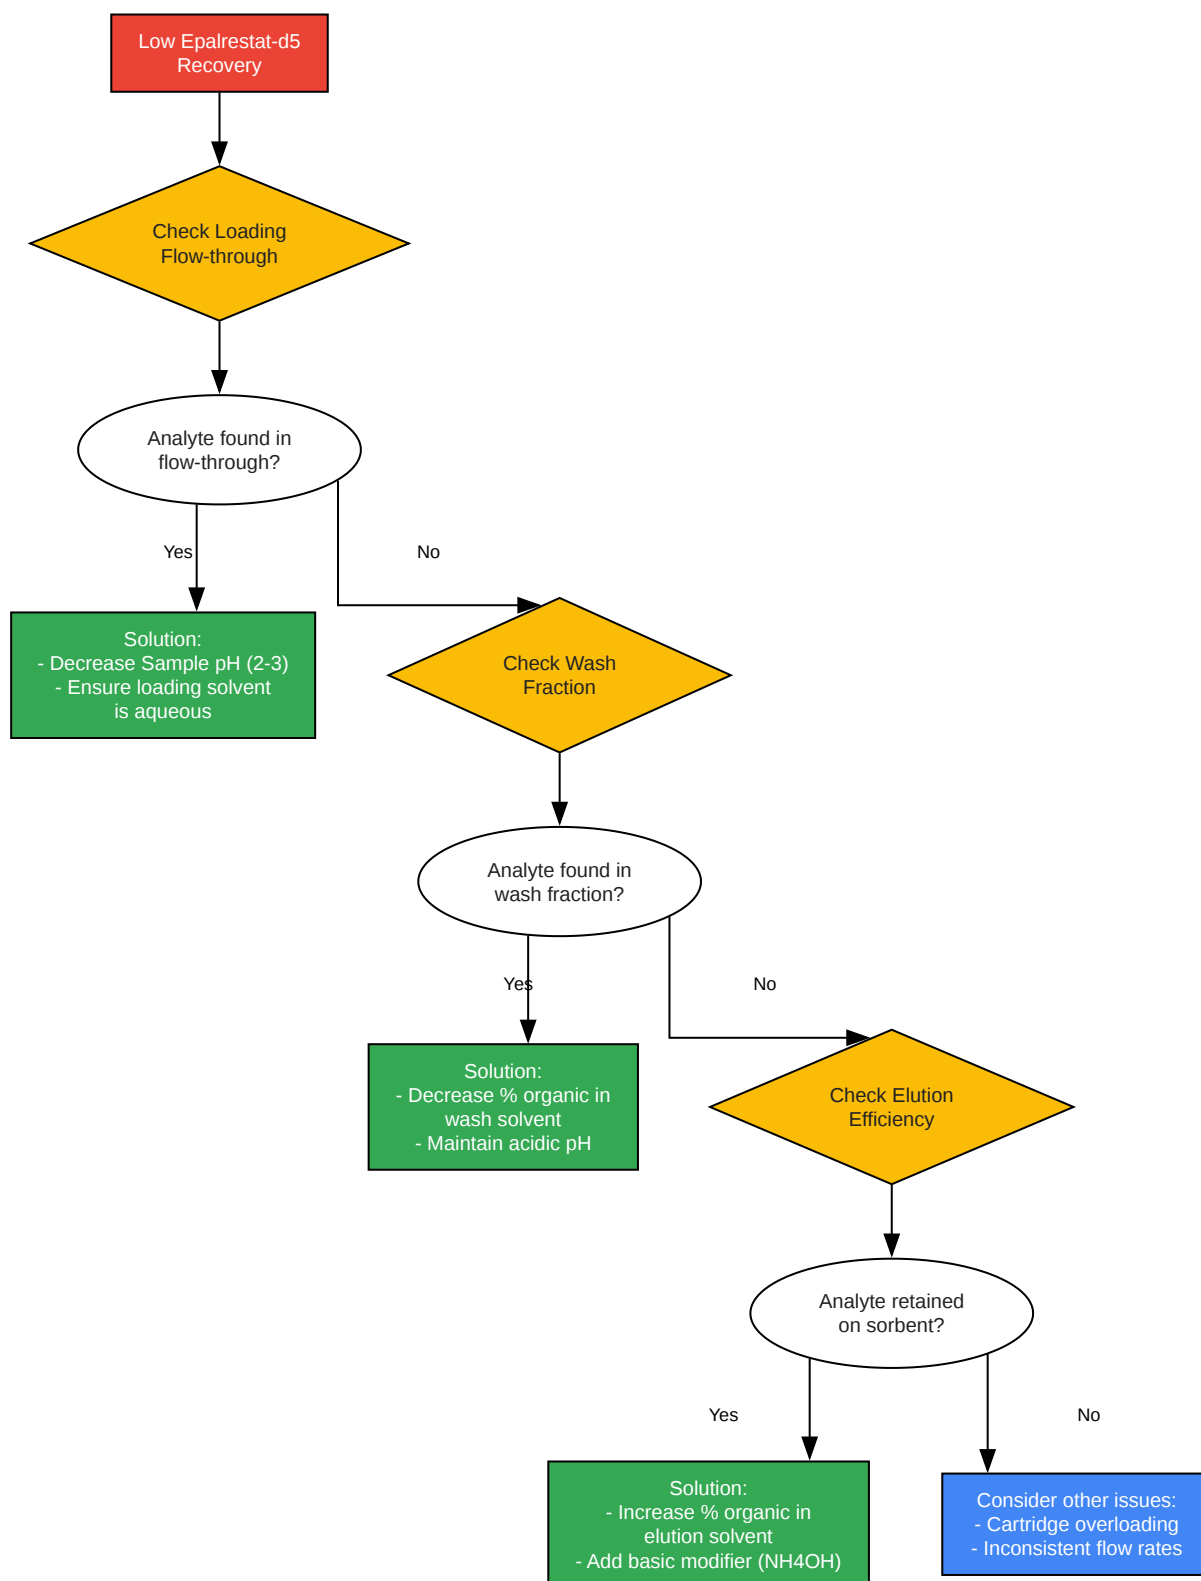 Low Epalrestat-d5
Recovery
Check Loading
Flow-through
Analyte found in
flow-through?
Yes
No
Solution:
- Decrease Sample pH (2-3)
- Ensure loading solvent
is aqueous
Check Wash
Fraction
Analyte found in
wash fraction?
Yes
No
Solution:
- Decrease % organic in
wash solvent
- Maintain acidic pH
Check Elution
Efficiency
Analyte retained
on sorbent?
Yes
No
Solution:
- Increase % organic in
elution solvent
- Add basic modifier (NH4OH)
Consider other issues:
- Cartridge overloading
- Inconsistent flow rates